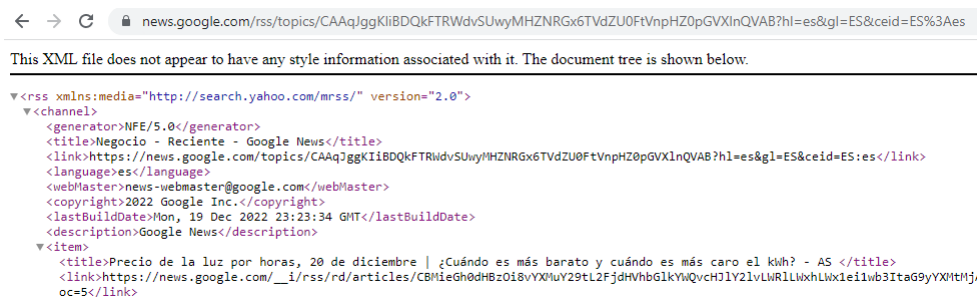 news.google.com/rss/topics/CAAqJggKIiBDQkFTRWdvSUwyMHZNRGx6TVdZU0FtVnpHZ0pGVXlnQVAB?hl=es&gl=ES&ceid=ES%3Aes
This XML file does not appear to have any style information associated with it. The document tree is shown below.
▼<rss xmlns:media="http://search.yahoo.com/mrss/" version="2.0">
▼<channel>
<generator>NFE/5.0</generator>
<title>Negocio - Reciente - Google News</title>
<link>https://news.google.com/topics/CAAqJggKIiBDQkFTRWdvSUwyMHZNRGx6TVdZU0FtVnpHZ0pGVXlnQVAB?hl=es&gl=ES&ceid=ES:es</link>
<language>es</language>
<webMaster>news-webmaster@google.com</webMaster>
<copyright>2022 Google Inc.</copyright>
<lastBuildDate>Mon, 19 Dec 2022 23:23:34 GMT</lastBuildDate>
<description>Google News</description>
▼<item>
<title>Precio de la luz por horas, 20 de diciembre | ¿Cuándo es más barato y cuándo es más caro el kWh? - AS </title>
<link>https://news.google.com/__i/rss/rd/articles/CBMieGh0dHBzOi8vYXMuY29tL2FjdHVhbGlkYWQvcHJlY2lvLWRlLWxhLWx1ei1wb3ItaG9yYXMtMjA
oc=5</link>